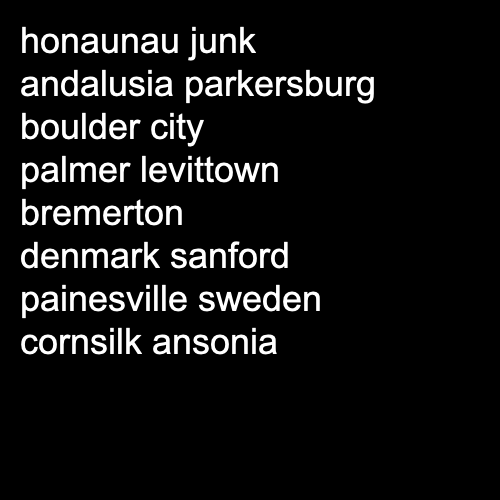 honaunau junk
andalusia parkersburg
boulder city
palmer levittown
bremerton
denmark sanford
painesville sweden
cornsilk ansonia